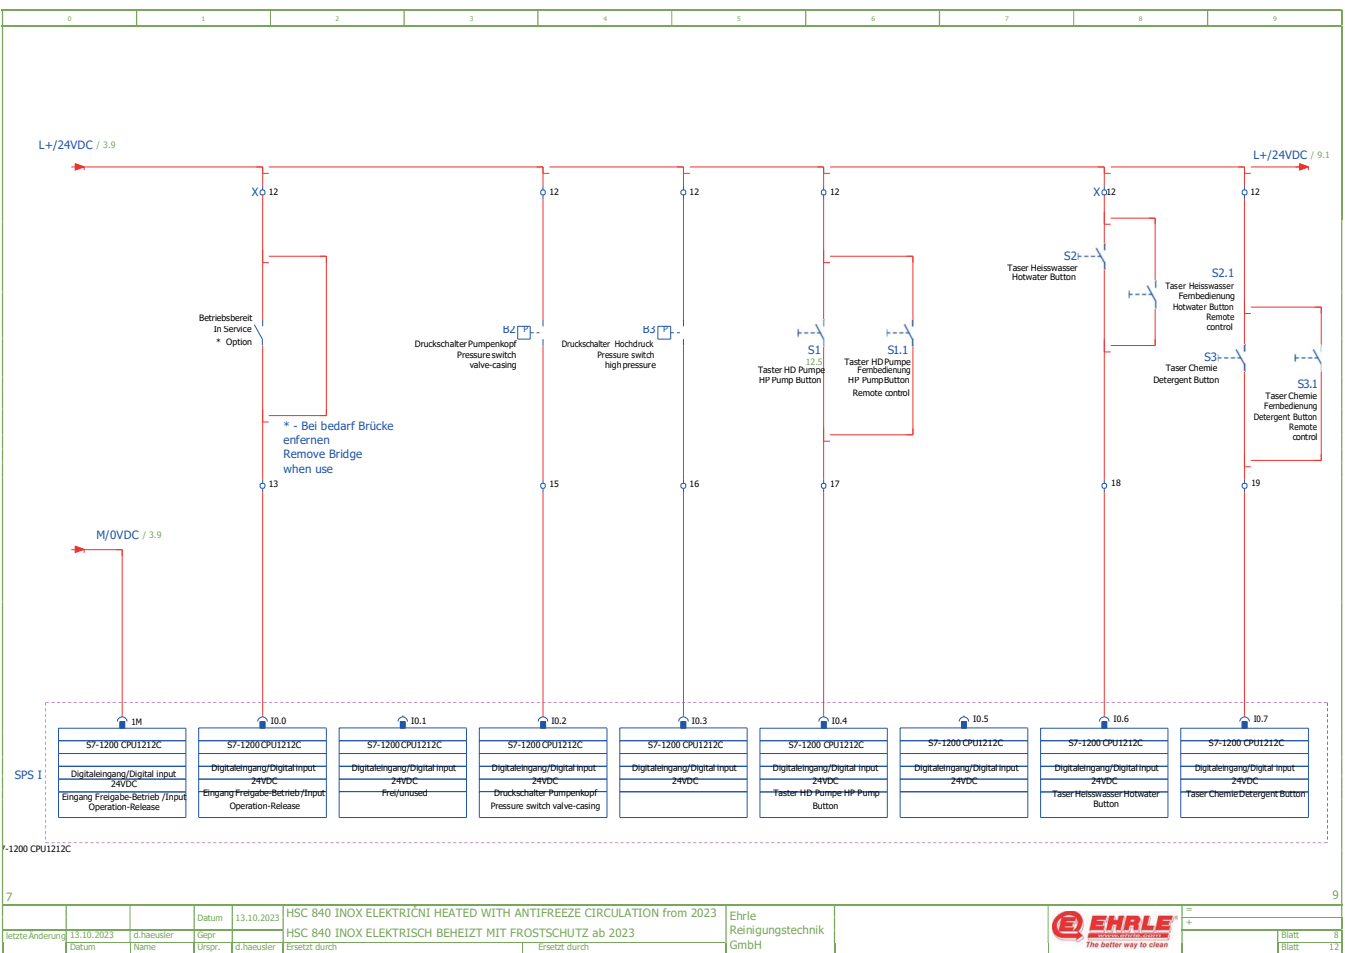 0 1 2 3 4 5 6 7 8 9
L+/24VDC / 3.9
L+/24VDC / 9.1
X 12
12
12
12
X 12
12
Betriebsbereit
In Service
* Option
* - Bei bedarf Brücke
enfernen
Remove Bridge
when use
13
B2 P
Druckschalter Pumpenkopf
Pressure switch
valve-casing
15
B3 P
Druckschalter Hochdruck
Pressure switch
high pressure
16
S1
12.5
Taster HD Pumpe
HP Pump Button
S1.1
Taster HD Pumpe
Fernbedienung
HP Pump Button
Remote control
17
S2
Taser Heisswasser
Hotwater Button
S2.1
Taser Heisswasser
Fernbedienung
Hotwater Button
Remote
control
18
S3
Taser Chemie
Detergent Button
S3.1
Taser Chemie
Fernbedienung
Detergent Button
Remote
control
19
M/0VDC / 3.9
SPS I
1M
S7-1200 CPU1212C
Digitaleingang/Digital input
24VDC
Eingang Freigabe-Betrieb /Input
Operation-Release
I0.0
S7-1200 CPU1212C
Digitaleingang/Digital input
24VDC
Eingang Freigabe-Betrieb /Input
Operation-Release
I0.1
S7-1200 CPU1212C
Digitaleingang/Digital input
24VDC
Frei/unused
I0.2
S7-1200 CPU1212C
Digitaleingang/Digital input
24VDC
Druckschalter Pumpenkopf
Pressure switch valve-casing
I0.3
S7-1200 CPU1212C
Digitaleingang/Digital input
24VDC
I0.4
S7-1200 CPU1212C
Digitaleingang/Digital input
24VDC
Taster HD Pumpe HP Pump
Button
I0.5
S7-1200 CPU1212C
Digitaleingang/Digital input
24VDC
I0.6
S7-1200 CPU1212C
Digitaleingang/Digital input
24VDC
Taser Heisswasser Hotwater
Button
I0.7
S7-1200 CPU1212C
Digitaleingang/Digital input
24VDC
Taser Chemie Detergent Button
7-1200 CPU1212C
7
9
Datum 13.10.2023
letzte Änderung 13.10.2023 d.haeusler Gepr
Datum Name Urspr. d.haeusler
HSC 840 INOX ELEKTRIČNI HEATED WITH ANTIFREEZE CIRCULATION from 2023
HSC 840 INOX ELEKTRISCH BEHEIZT MIT FROSTSCHUTZ ab 2023
Ersetzt durch Ersetzt durch
Ehrle
Reinigungstechnik
GmbH
EHRLE
www.ehrle.com
The better way to clean
=
+
Blatt 8
Blatt 12